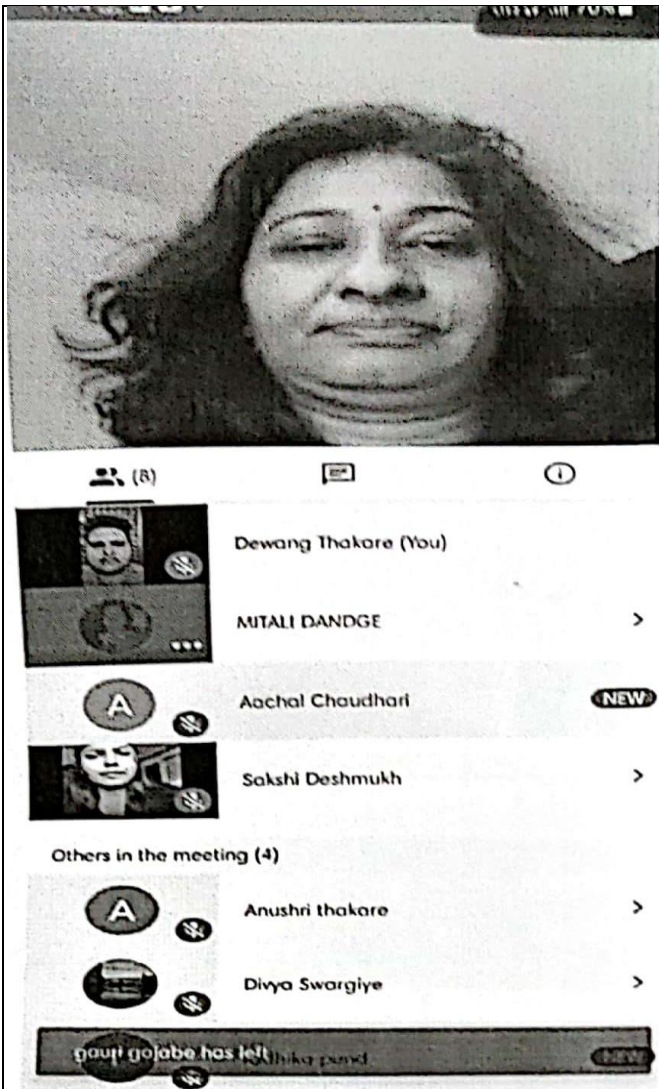 (8)
Dewang Thakare (You)
MITALI DANDGE
A
Aachal Chaudhari
NEW
Sakshi Deshmukh
Others in the meeting (4)
A
Anushri thakare
Divya Swargiye
gauri gojabe has left
pund
NEW